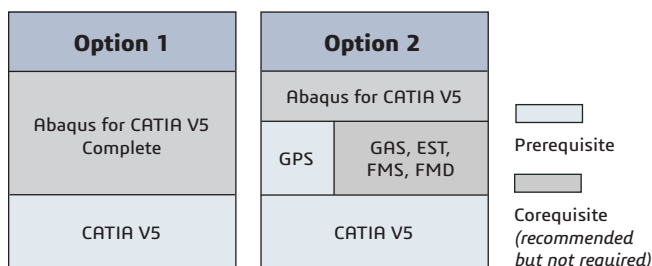 Option 1
Abaqus for CATIA V5
Complete
CATIA V5
Option 2
Abaqus for CATIA V5
GPS
GAS, EST,
FMS, FMD
CATIA V5
Prerequisite
Corequisite
(recommended
but not required)